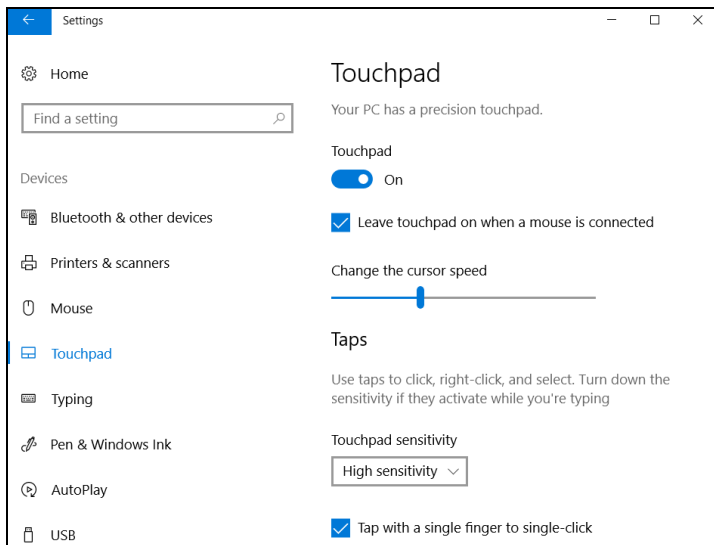 Settings
Home
Find a setting
Devices
Bluetooth & other devices
Printers & scanners
Mouse
Touchpad
Typing
Pen & Windows Ink
AutoPlay
USB
Touchpad
Your PC has a precision touchpad.
Touchpad
On
Leave touchpad on when a mouse is connected
Change the cursor speed
Taps
Use taps to click, right-click, and select. Turn down the
sensitivity if they activate while you're typing
Touchpad sensitivity
High sensitivity
Tap with a single finger to single-click